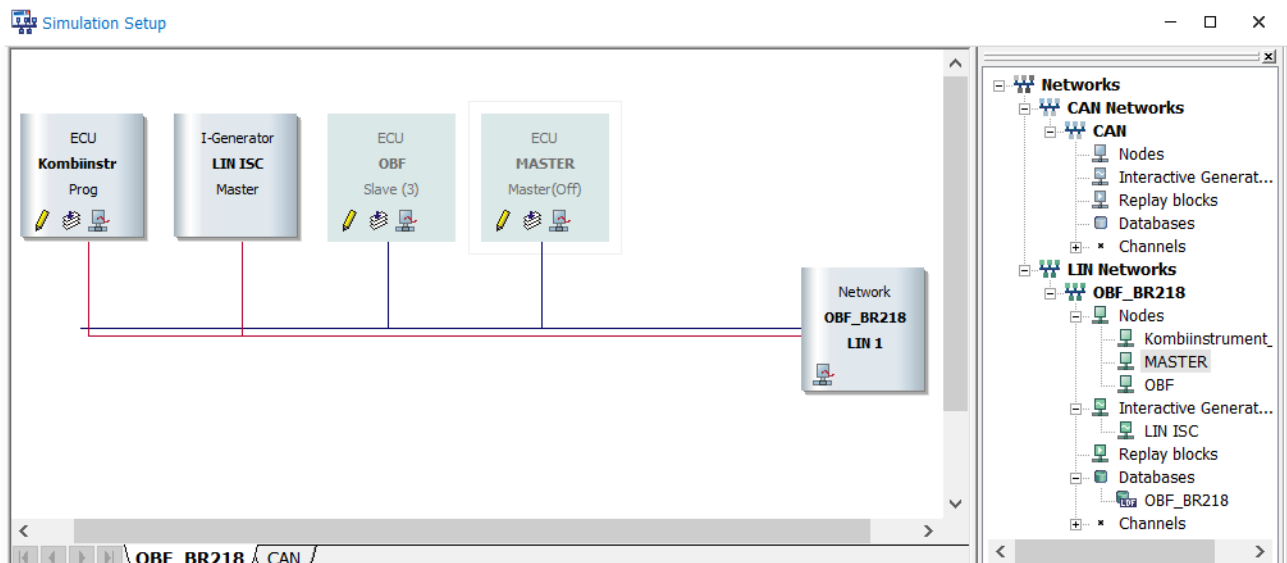 Simulation Setup
ECU
Kombiinstr
Prog
I-Generator
LIN ISC
Master
ECU
OBF
Slave (3)
ECU
MASTER
Master(Off)
Network
OBF_BR218
LIN 1
OBF_BR218
CAN
Networks
CAN Networks
CAN
Nodes
Interactive Generat...
Replay blocks
Databases
Channels
LIN Networks
OBF_BR218
Nodes
Kombiinstrument_
MASTER
OBF
Interactive Generat...
LIN ISC
Replay blocks
Databases
LDF OBF_BR218
Channels